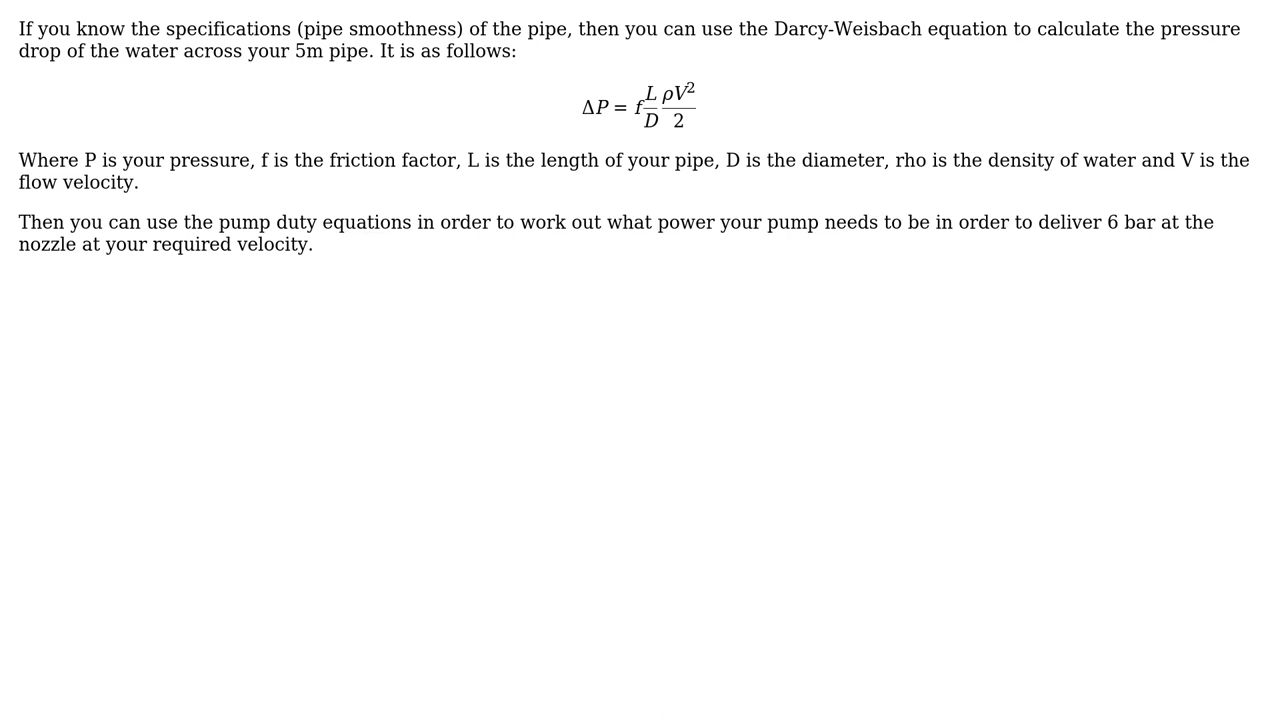 If you know the specifications (pipe smoothness) of the pipe, then you can use the Darcy-Weisbach equation to calculate the pressure
drop of the water across your 5m pipe. It is as follows:
ΔP = f L/D ρV²/2
Where P is your pressure, f is the friction factor, L is the length of your pipe, D is the diameter, rho is the density of water and V is the
flow velocity.
Then you can use the pump duty equations in order to work out what power your pump needs to be in order to deliver 6 bar at the
nozzle at your required velocity.